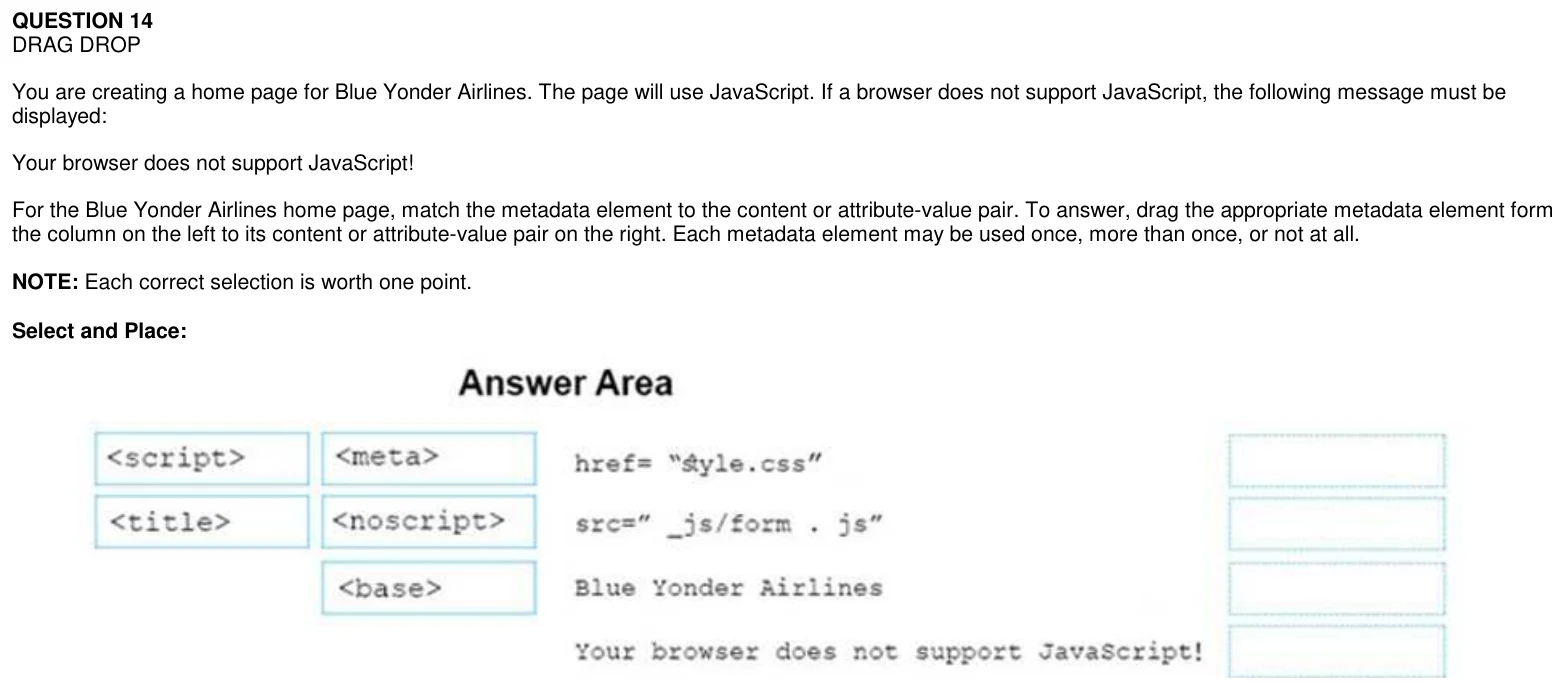 QUESTION 14
DRAG DROP
You are creating a home page for Blue Yonder Airlines. The page will use JavaScript. If a browser does not support JavaScript, the following message must be
displayed:
Your browser does not support JavaScript!
For the Blue Yonder Airlines home page, match the metadata element to the content or attribute-value pair. To answer, drag the appropriate metadata element form
the column on the left to its content or attribute-value pair on the right. Each metadata element may be used once, more than once, or not at all.
NOTE: Each correct selection is worth one point.
Select and Place:
Answer Area
<script> <meta> href= “style.css”
<title> <noscript> src=” _js/form . js”
<base> Blue Yonder Airlines
Your browser does not support JavaScript!